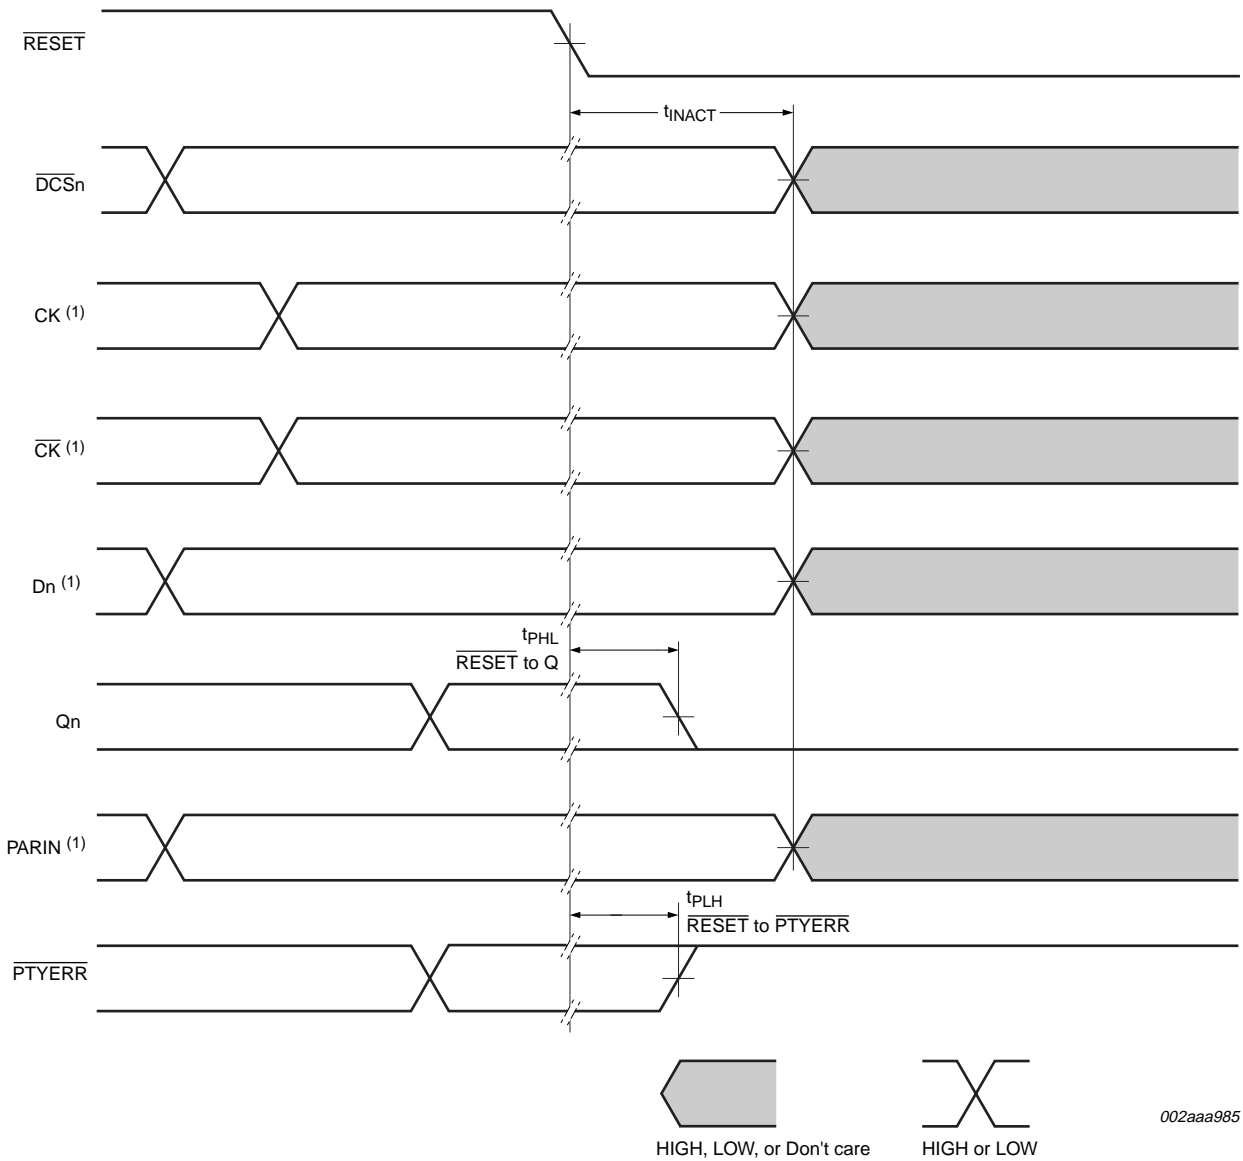 RESET
tINACT
DCSn
CK (1)
CK (1)
Dn (1)
tPHL
RESET to Q
Qn
PARIN (1)
tPLH
RESET to PTYERR
PTYERR
HIGH, LOW, or Don't care
HIGH or LOW
002aaa985